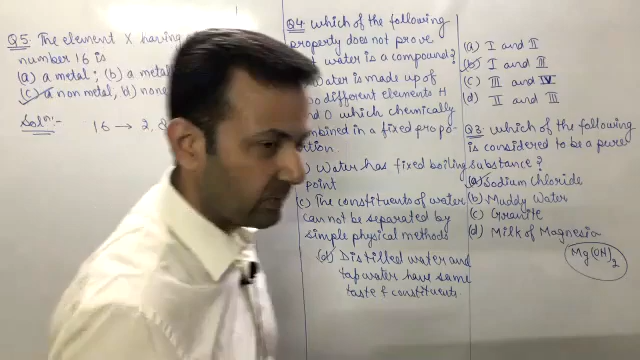 Q5. The element X having
number 16 is
(a) a metal; (b) a metal
(c) a non metal, (d) none
Soln:-
16 → 2, 8
Q4 which of the following
property does not prove
water is a compound?
Water is made up of
different elements H
and O which chemically
combined in a fixed propo-
rtion.
Water has fixed boiling
point
(c) The constituents of water
cannot be separated by
simple physical methods
(d) Distilled water and
tap water have same
taste & constituents
(a) I and II
(b) I and III
(c) III and IV
(d) II and III
Q3. which of the following
is considered to be a pure
substance?
(a) Sodium Chloride
(b) Muddy Water
(c) Granite
(d) Milk of Magnesia
Mg(OH)2